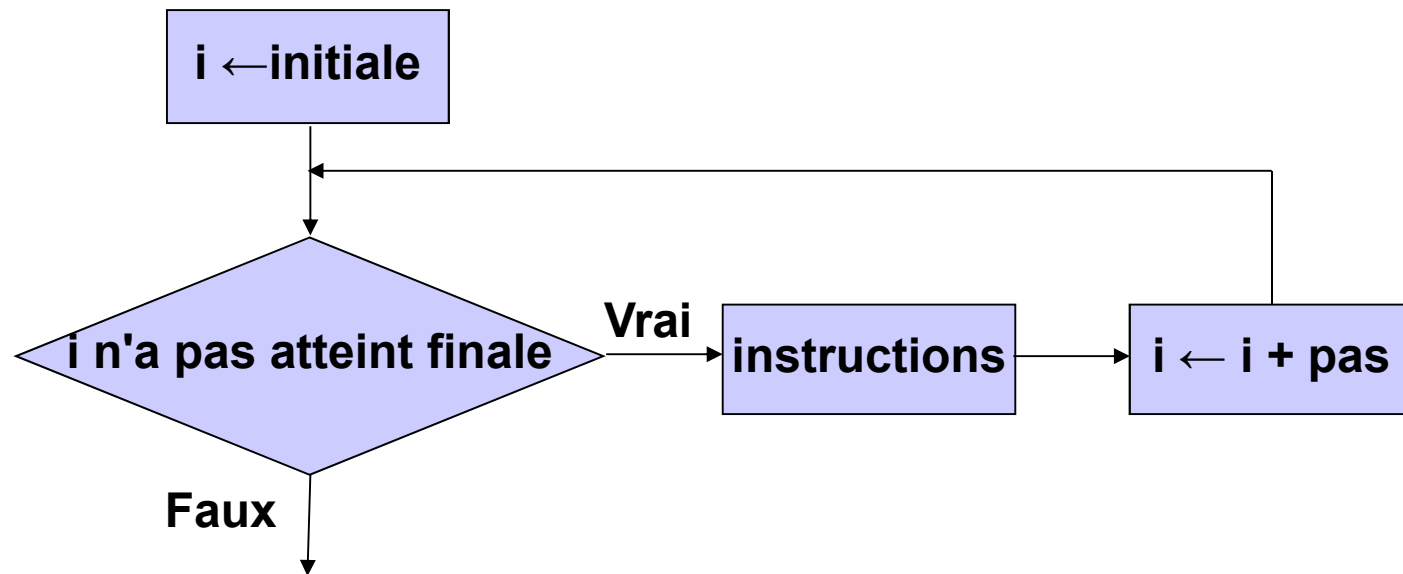 i ←initiale
Vrai
i n'a pas atteint finale
instructions
i ← i + pas
Faux